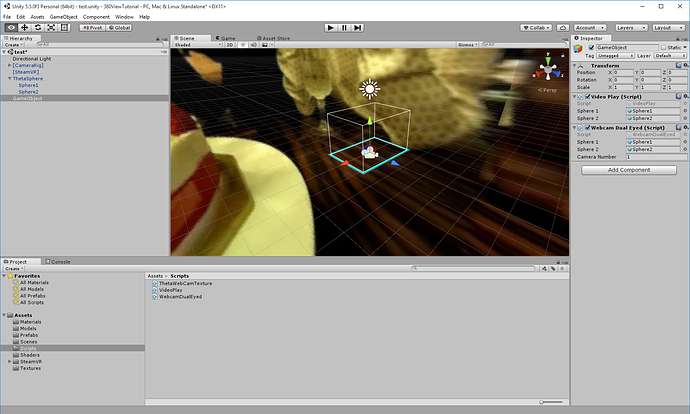 Unity 5.5.0f3 Personal (64bit) - test.unity - 360ViewTutorial - PC, Mac & Linux Standalone* <DX11>
File Edit Assets GameObject Component Window Help
Pivot Global Collab Account Layers Layout
Hierarchy
Create All
test*
Directional Light
[CameraRig]
[SteamVR]
ThetaSphere
Sphere1
Sphere2
GameObject
Scene Game Asset Store
Shaded 2D Gizmos All
y
x
z
Persp
Inspector
GameObject Static
Tag Untagged Layer Default
Transform
Position X 0 Y 0 Z 0
Rotation X 0 Y 0 Z 0
Scale X 1 Y 1 Z 1
Video Play (Script)
Script VideoPlay
Sphere 1 Sphere1
Sphere 2 Sphere2
Webcam Dual Eyed (Script)
Script WebcamDualEyed
Sphere 1 Sphere1
Sphere 2 Sphere2
Camera Number 1
Add Component
Project Console
Create
Favorites
All Materials
All Models
All Prefabs
All Scripts
Assets
Materials
Models
Prefabs
Scenes
Scripts
Shaders
SteamVR
Textures
Assets Scripts
ThetaWebCamTexture
VideoPlay
WebcamDualEyed